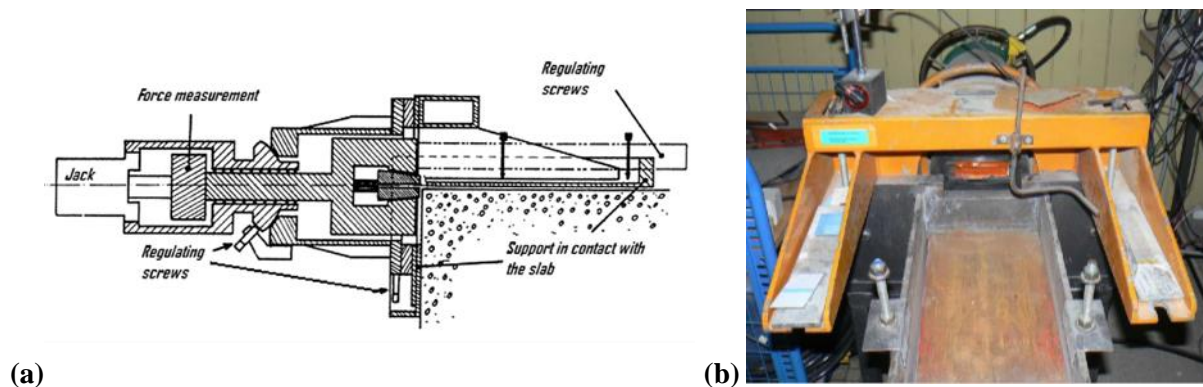 Force measurement
Regulating
screws
Jack
Regulating
screws
Support in contact with
the slab
(a)
(b)